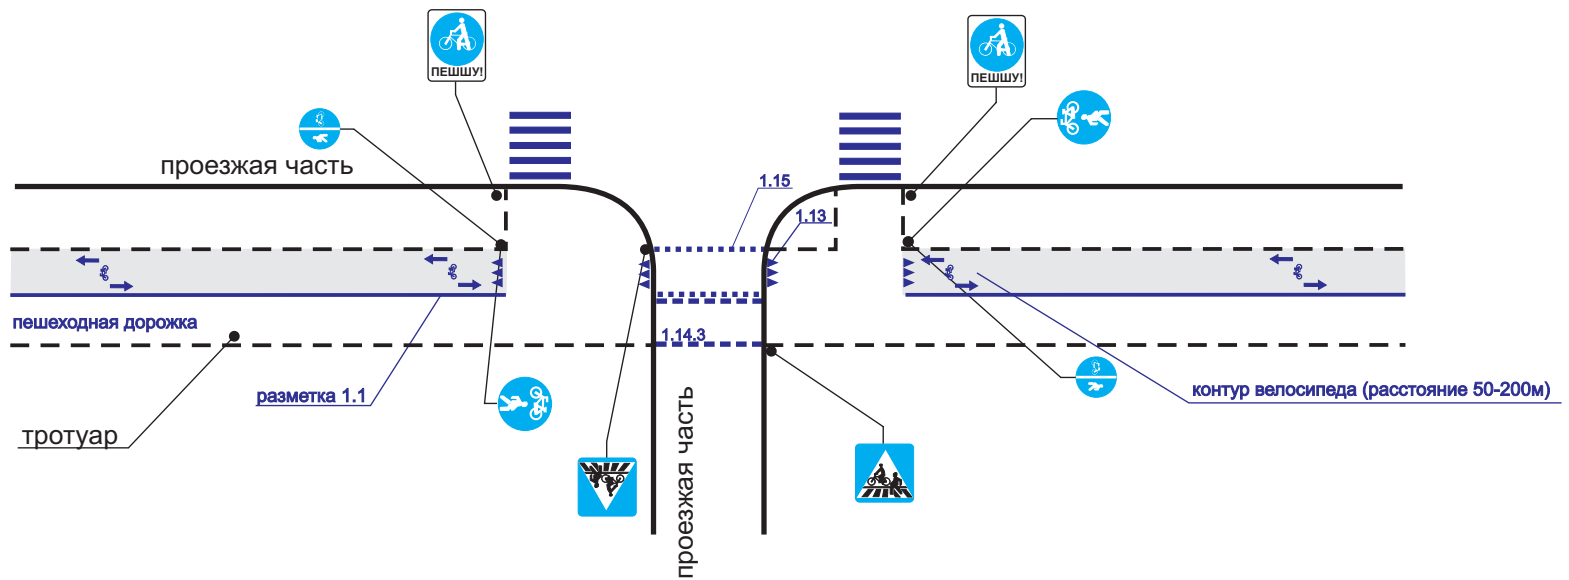 ПЕШШУ!
ПЕШШУ!
проезжая часть
1.15
1.13
пешеходная дорожка
1.14.3
разметка 1.1
контур велосипеда (расстояние 50-200м)
тротуар
проезжая часть